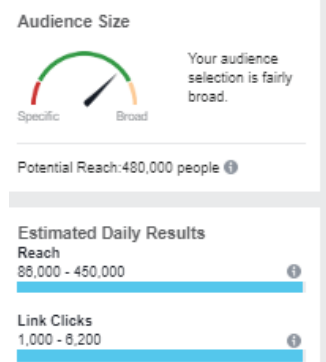 Audience Size
Your audience
selection is fairly
broad.
Specific
Broad
Potential Reach:480,000 people
Estimated Daily Results
Reach
86,000 - 450,000
Link Clicks
1,000 - 6,200